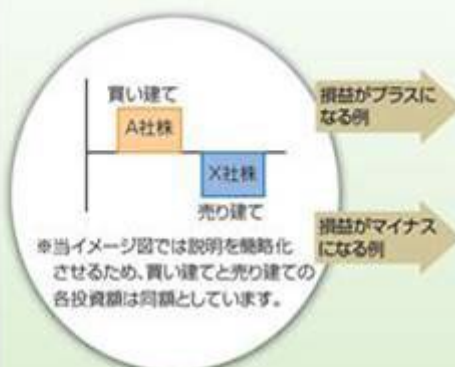 買い建て
A社株
X社株
売り建て
※当イメージ図では説明を簡略化
させるため、買い建てと売り建ての
各投資額は同額としています。
損益がプラスに
なる例
損益がマイナス
になる例